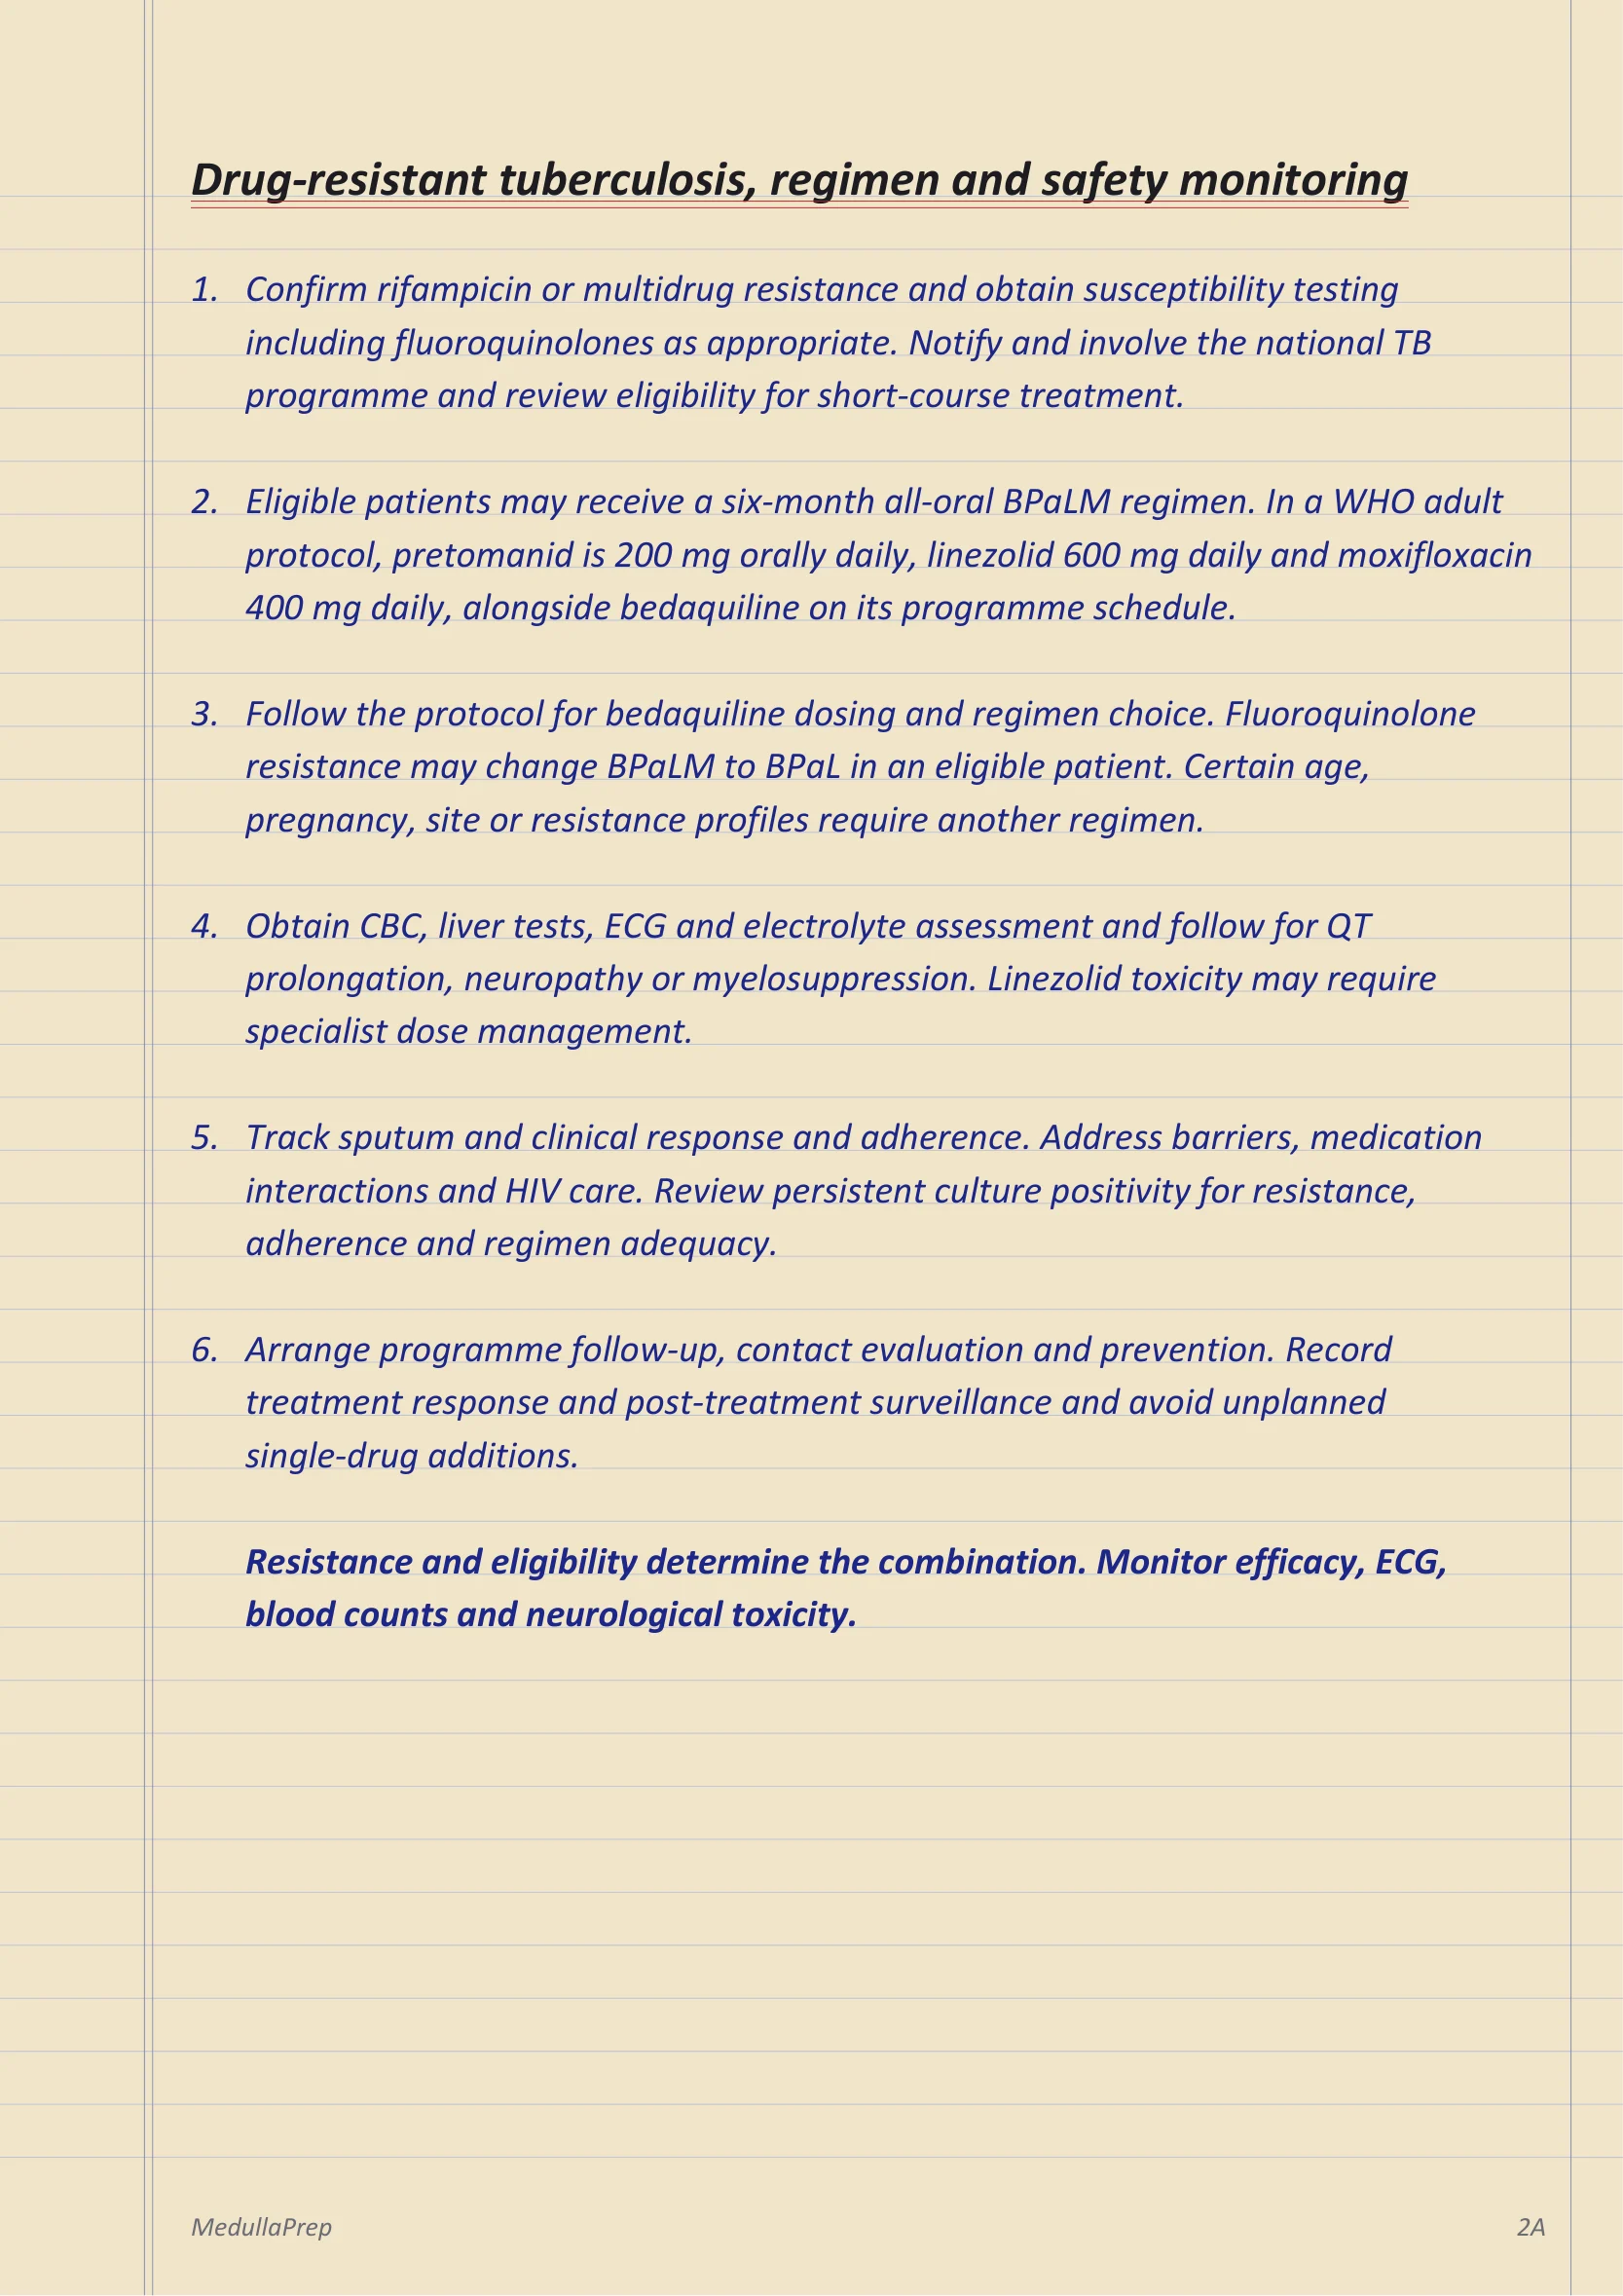 Drug-resistant tuberculosis, regimen and safety monitoring
1. Confirm rifampicin or multidrug resistance and obtain susceptibility testing
including fluoroquinolones as appropriate. Notify and involve the national TB
programme and review eligibility for short-course treatment.
2. Eligible patients may receive a six-month all-oral BPaLM regimen. In a WHO adult
protocol, pretomanid is 200 mg orally daily, linezolid 600 mg daily and moxifloxacin
400 mg daily, alongside bedaquiline on its programme schedule.
3. Follow the protocol for bedaquiline dosing and regimen choice. Fluoroquinolone
resistance may change BPaLM to BPaL in an eligible patient. Certain age,
pregnancy, site or resistance profiles require another regimen.
4. Obtain CBC, liver tests, ECG and electrolyte assessment and follow for QT
prolongation, neuropathy or myelosuppression. Linezolid toxicity may require
specialist dose management.
5. Track sputum and clinical response and adherence. Address barriers, medication
interactions and HIV care. Review persistent culture positivity for resistance,
adherence and regimen adequacy.
6. Arrange programme follow-up, contact evaluation and prevention. Record
treatment response and post-treatment surveillance and avoid unplanned
single-drug additions.
Resistance and eligibility determine the combination. Monitor efficacy, ECG,
blood counts and neurological toxicity.
MedullaPrep
2A